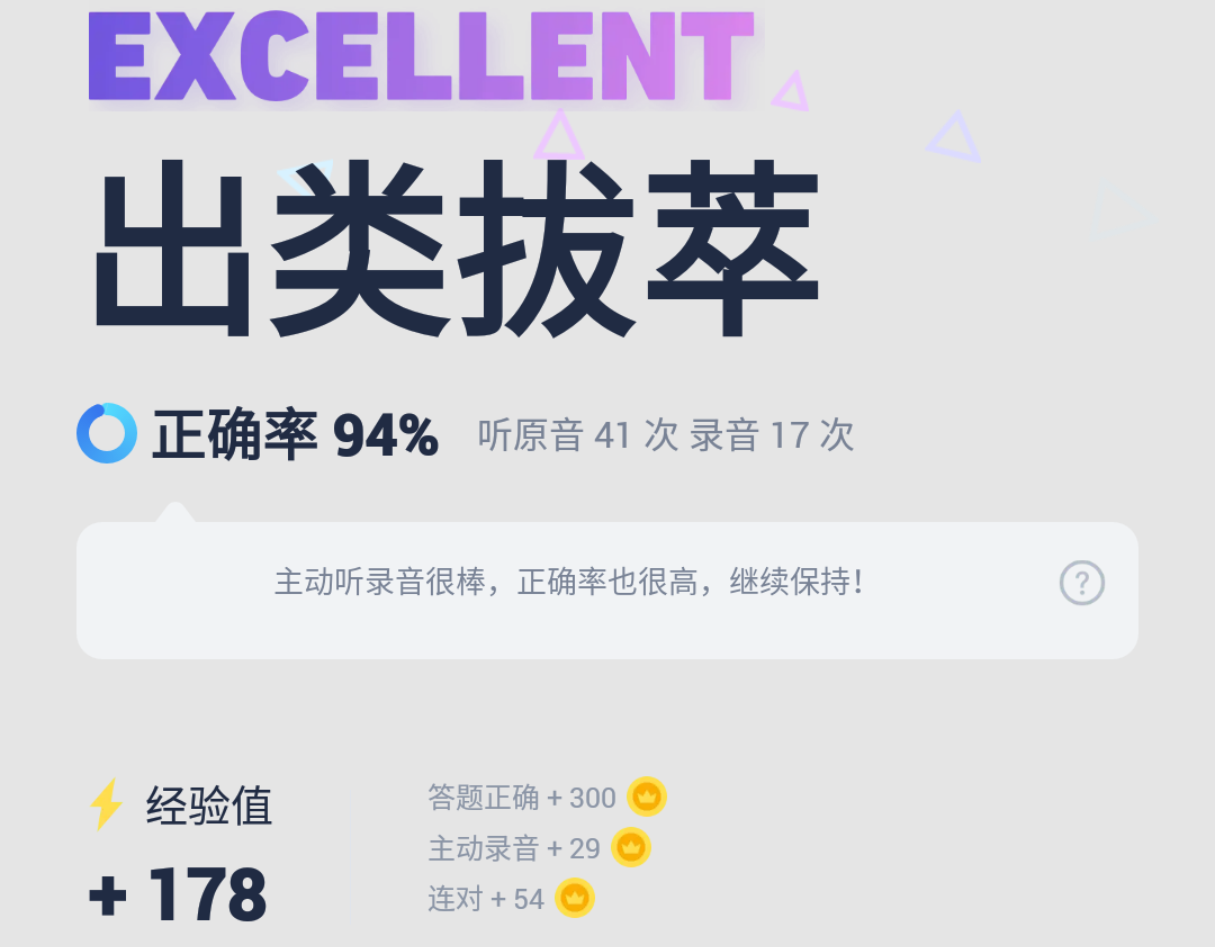 EXCELLENT
出类拔萃
正确率 94% 听原音 41 次 录音 17 次
主动听录音很棒，正确率也很高，继续保持！
?
经验值
+ 178
答题正确 + 300
主动录音 + 29
连对 + 54